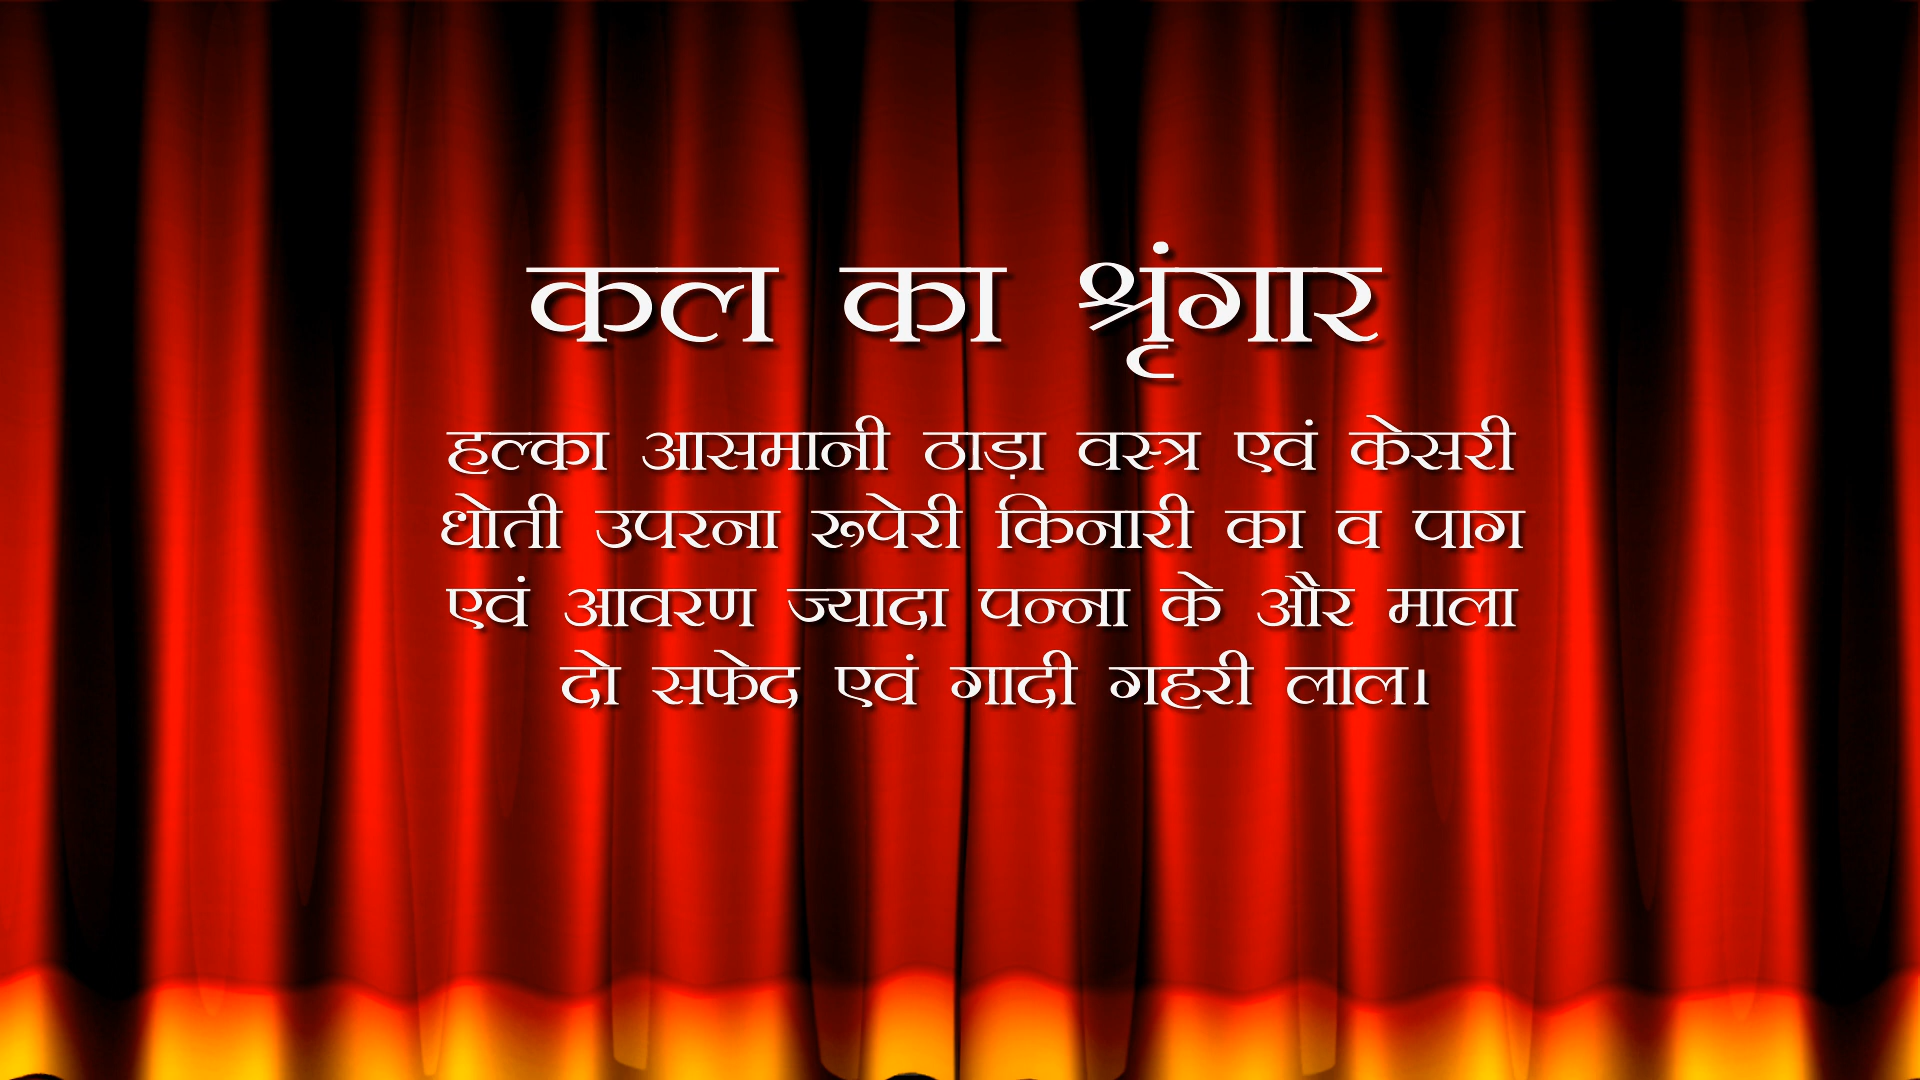 कल का श्रृंगार
हल्का आसमानी ठाड़ा वस्त्र एवं केसरी
धोती उपरना रूपेरी किनारी का व पाग
एवं आवरण ज्यादा पन्ना के और माला
दो सफेद एवं गादी गहरी लाल।